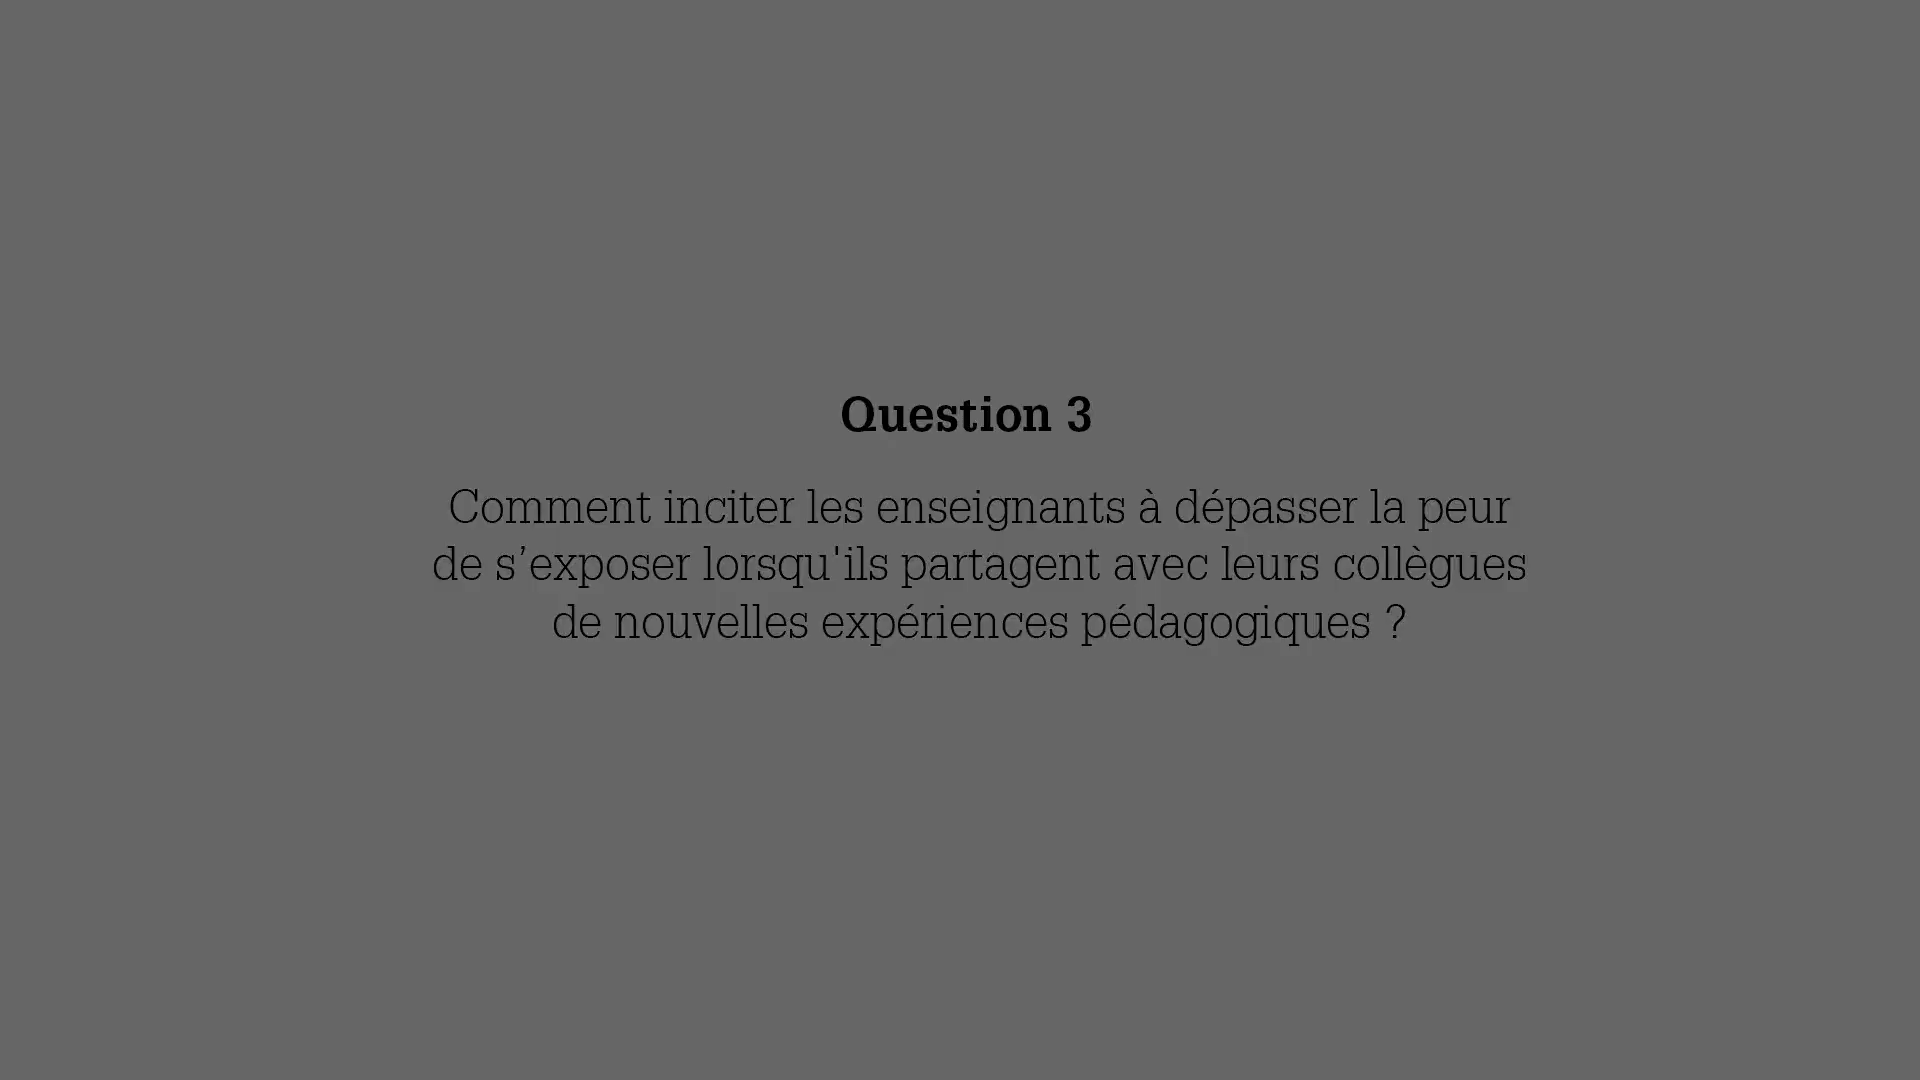 Question 3
Comment inciter les enseignants à dépasser la peur
de s’exposer lorsqu'ils partagent avec leurs collègues
de nouvelles expériences pédagogiques ?